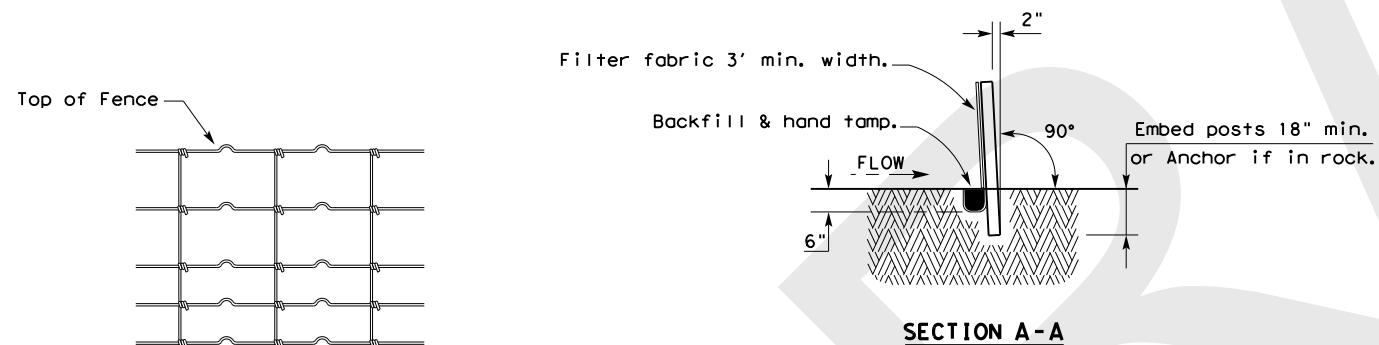 Top of Fence
2"
Filter fabric 3' min. width.
Backfill & hand tamp.
90°
Embed posts 18" min.
or Anchor if in rock.
FLOW
6"
SECTION A-A